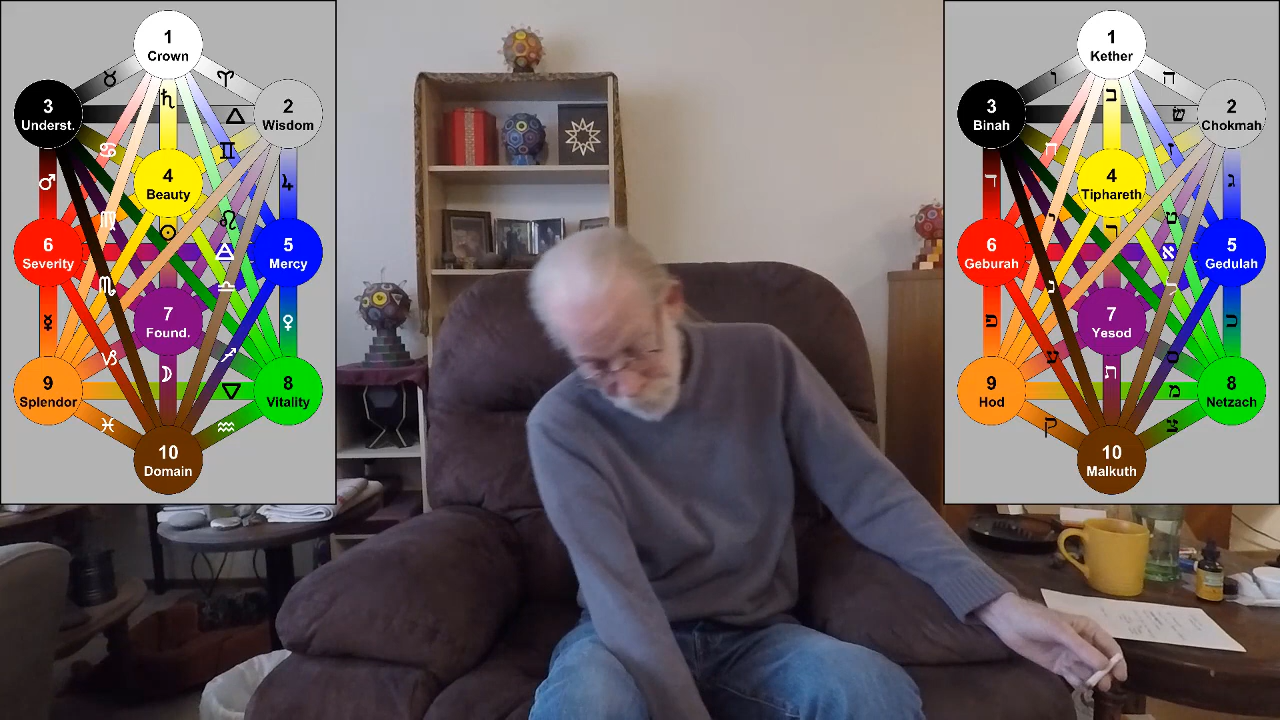 1
Crown
♉ ♈
♄
3
Underst.
△
2
Wisdom
♋ ♊
4
Beauty
♂ ♃
♍ ♌
☉
6
Severity
5
Mercy
♏ ♎
7
Found.
☿ ♀
♑ ♐
☽
9
Splendor
▽
8
Vitality
♓ ♒
10
Domain
1
Kether
ו ה
ב
3
Binah
ש
2
Chokmah
ח ז
4
Tiphareth
ד ג
י ט
ר
6
Geburah
א
5
Gedulah
נ ל
7
Yesod
פ כ
ע ס
ת
9
Hod
מ
8
Netzach
ק צ
10
Malkuth